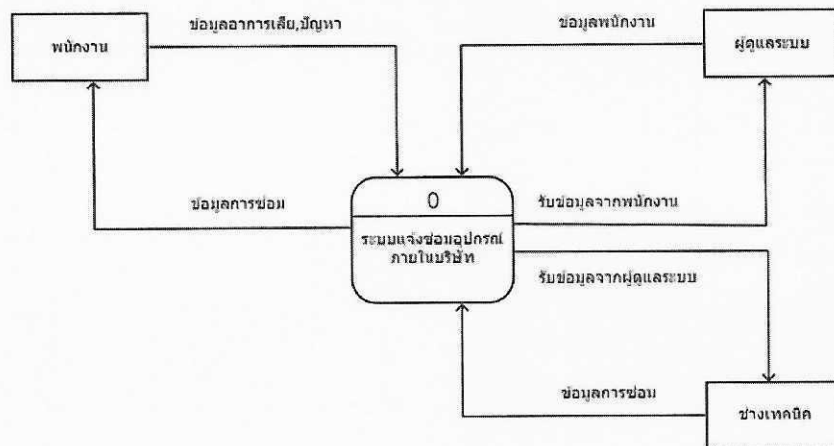 พนักงาน
ข้อมูลอาการเสีย,ปัญหา
ข้อมูลพนักงาน
ผู้ดูแลระบบ
ข้อมูลการซ่อม
0
รับข้อมูลจากพนักงาน
ระบบแจ้งซ่อมอุปกรณ์
ภายในบริษัท
รับข้อมูลจากผู้ดูแลระบบ
ข้อมูลการซ่อม
ช่างเทคนิค